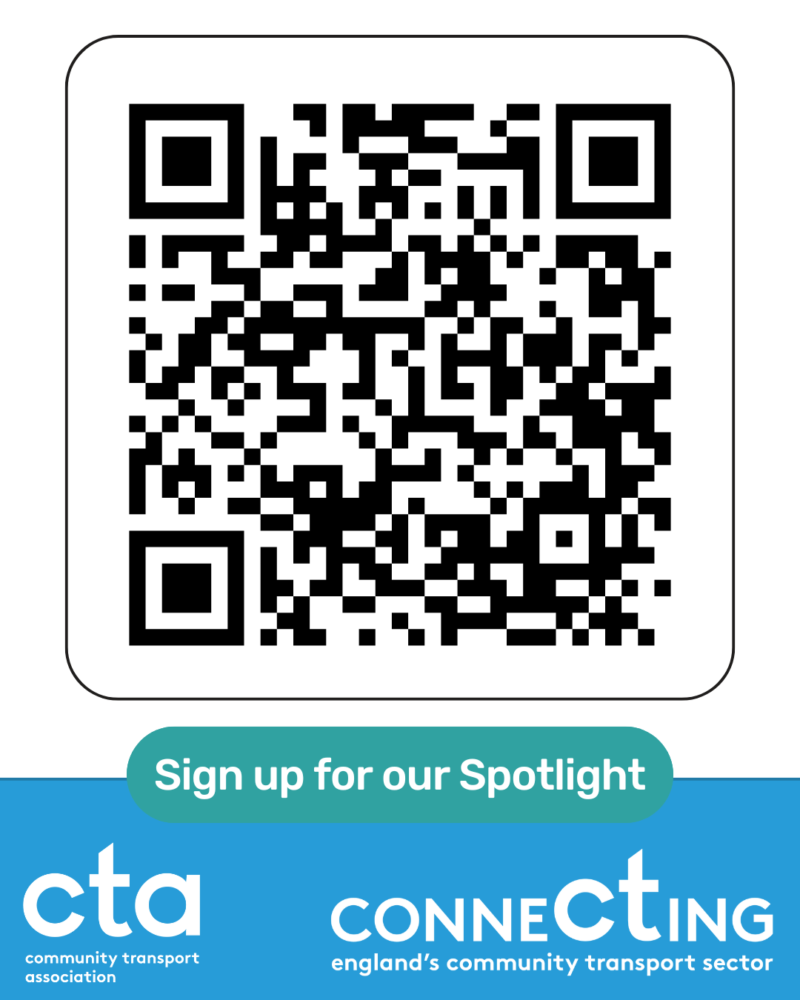 Sign up for our Spotlight
cta
community transport
association
CONNEctING
england's community transport sector